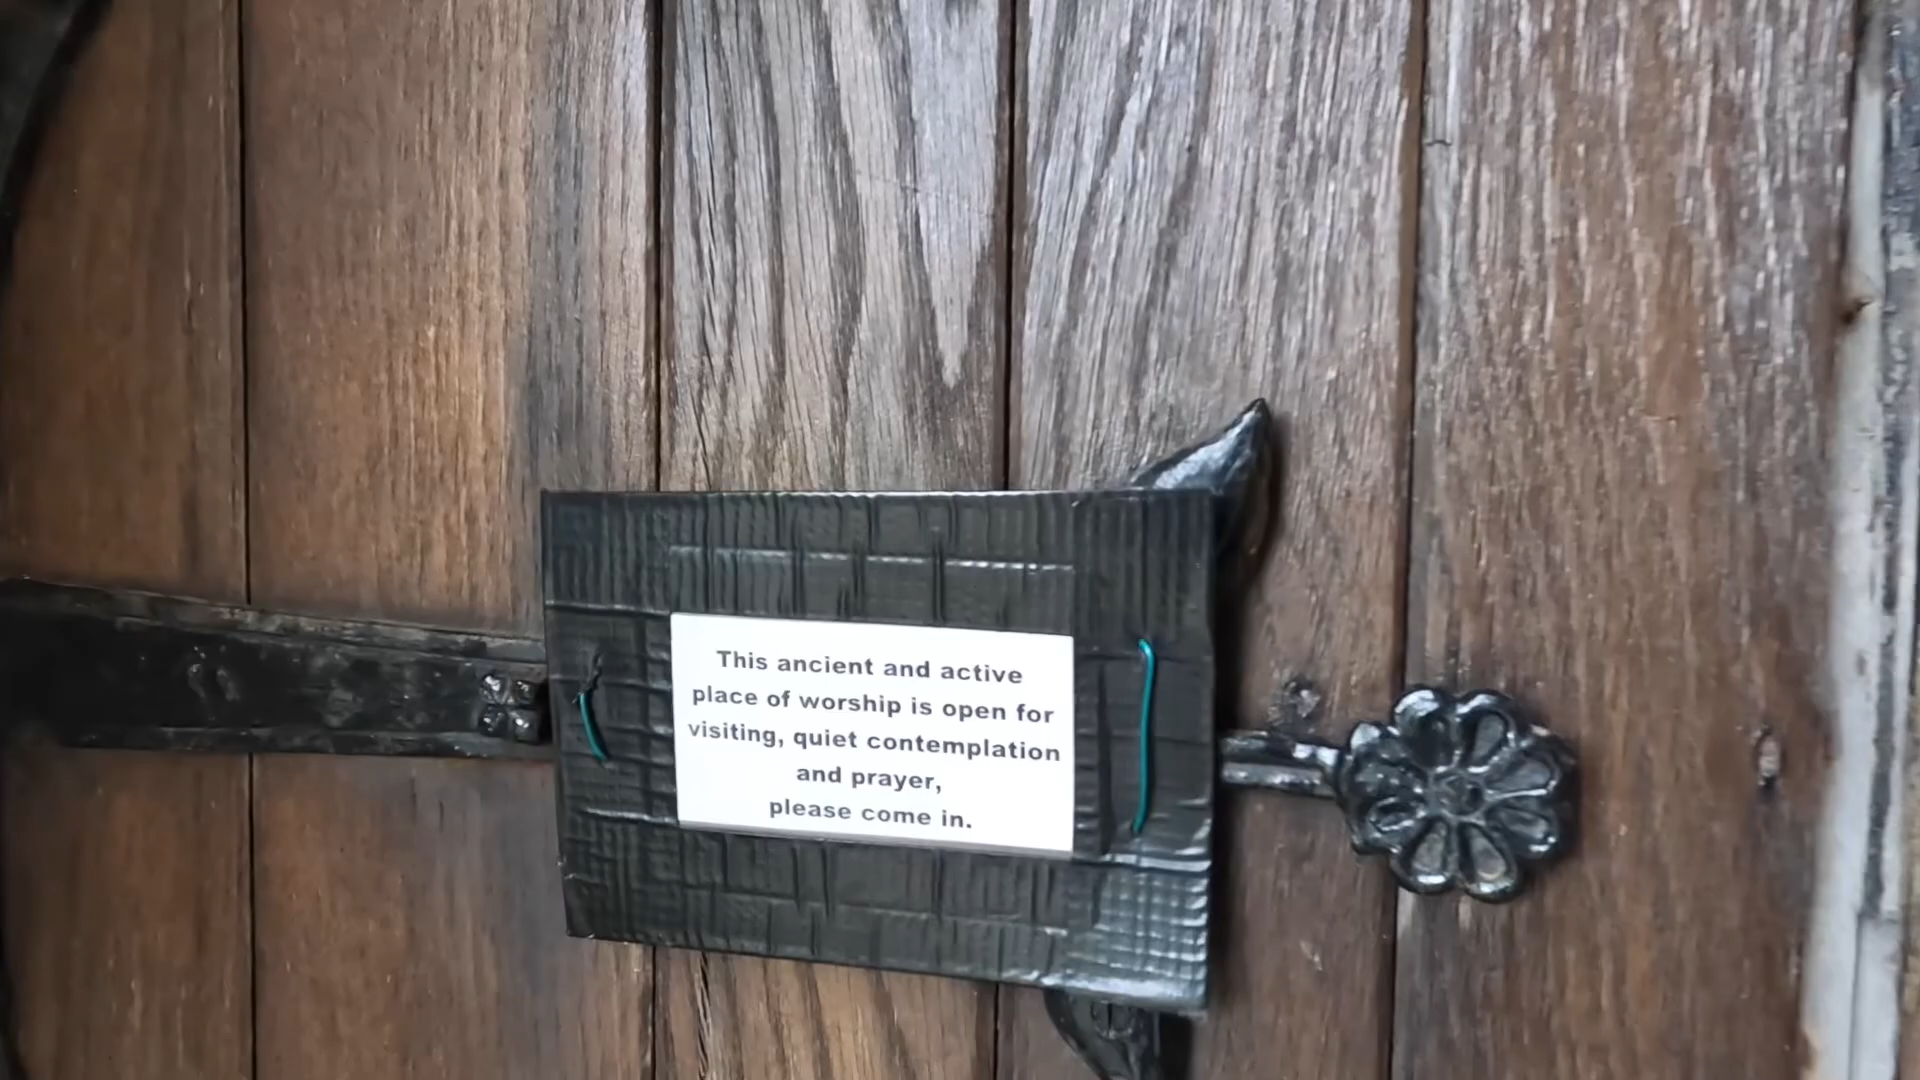 This ancient and active
place of worship is open for
visiting, quiet contemplation
and prayer,
please come in.